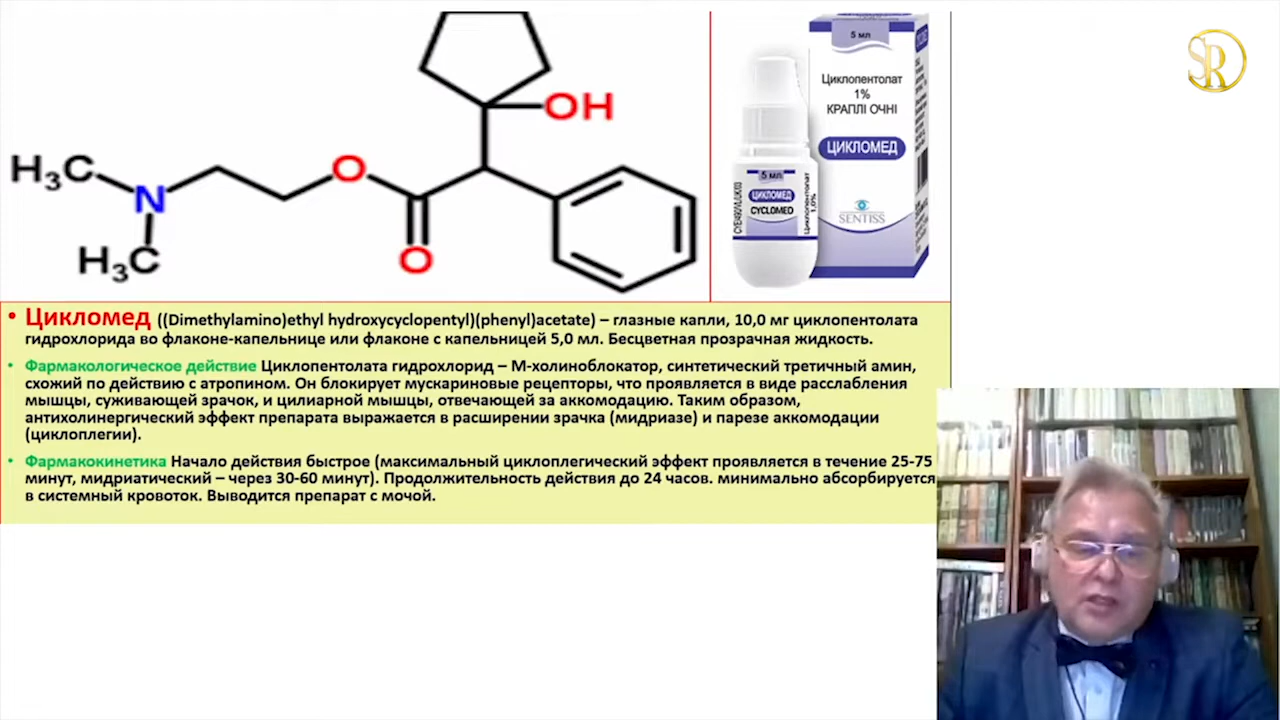 OH
H₃C
N
O
H₃C
O
5 мл
Циклопентолат
1%
КРАПЛІ ОЧНІ
ЦИКЛОМЕД
SENTISS
5 мл
ЦИКЛОМЕД
CYCLOMED
Циклопентолат
1,0%
SR
• Цикломед ((Dimethylamino)ethyl hydroxycyclopentyl)(phenyl)acetate) – глазные капли, 10,0 мг циклопентолата
гидрохлорида во флаконе-капельнице или флаконе с капельницей 5,0 мл. Бесцветная прозрачная жидкость.
• Фармакологическое действие Циклопентолата гидрохлорид – М-холиноблокатор, синтетический третичный амин,
схожий по действию с атропином. Он блокирует мускариновые рецепторы, что проявляется в виде расслабления
мышцы, суживающей зрачок, и цилиарной мышцы, отвечающей за аккомодацию. Таким образом,
антихолинергический эффект препарата выражается в расширении зрачка (мидриазе) и парезе аккомодации
(циклоплегии).
• Фармакокинетика Начало действия быстрое (максимальный циклоплегический эффект проявляется в течение 25-75
минут, мидриатический – через 30-60 минут). Продолжительность действия до 24 часов. минимально абсорбируется
в системный кровоток. Выводится препарат с мочой.